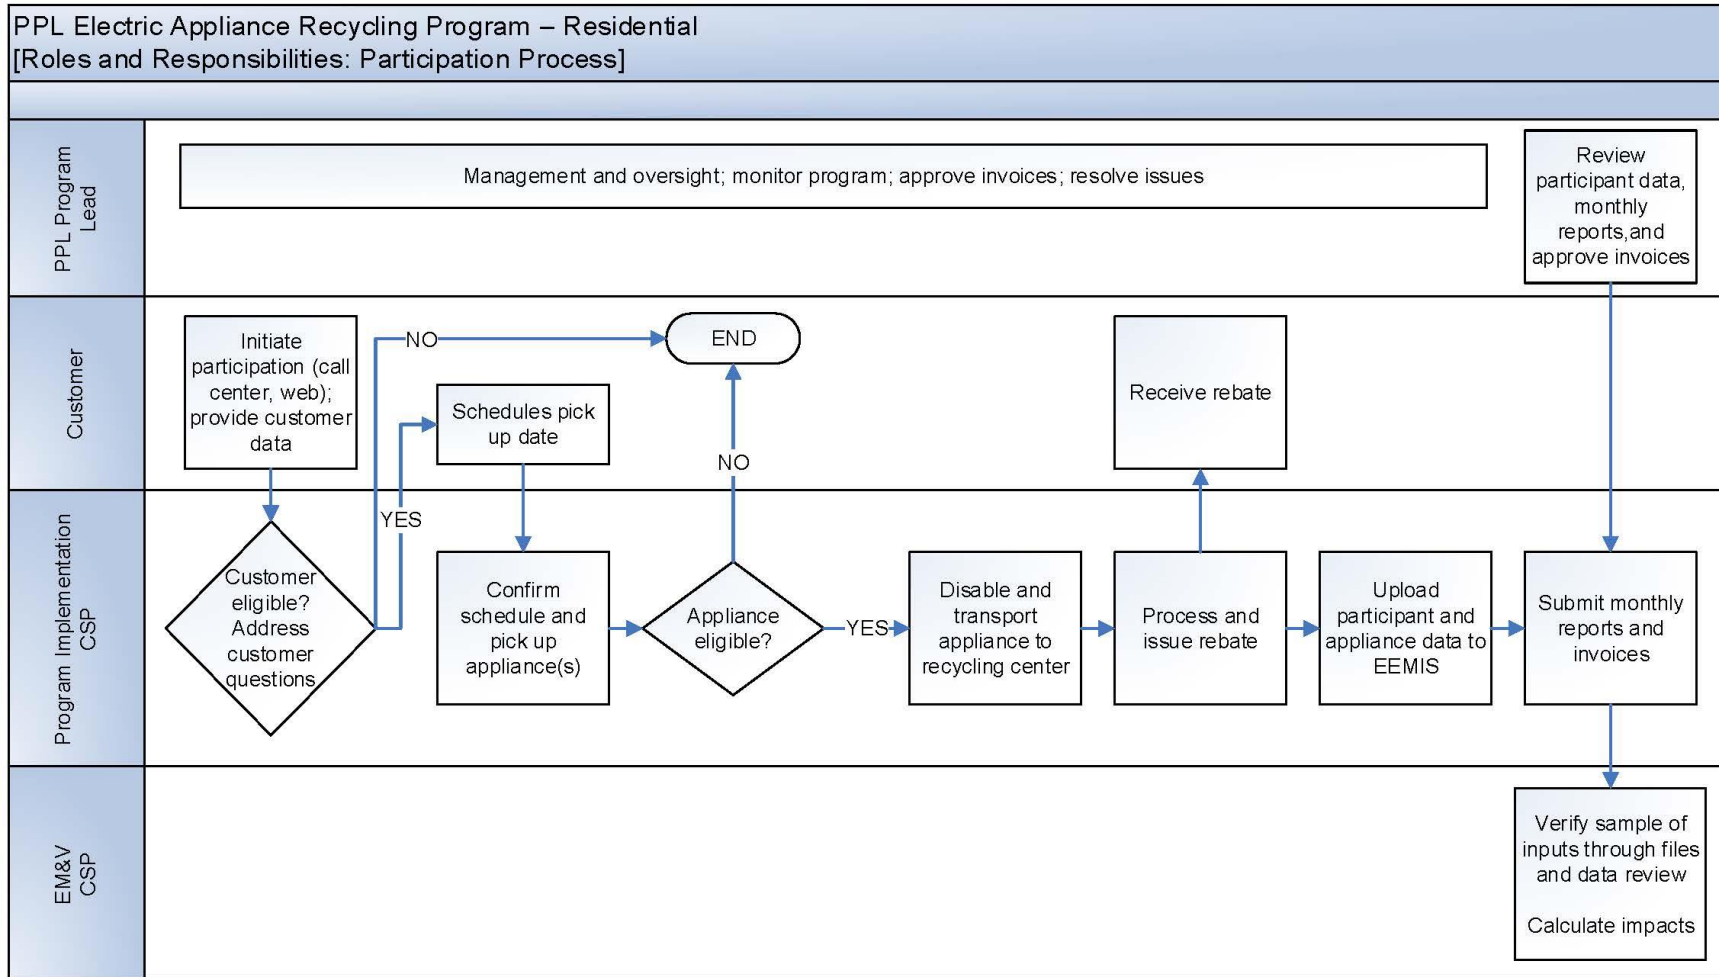 PPL Electric Appliance Recycling Program – Residential
[Roles and Responsibilities: Participation Process]
PPL Program
Lead
Management and oversight; monitor program; approve invoices; resolve issues
Review
participant data,
monthly
reports,and
approve invoices
Customer
Initiate
participation (call
center, web);
provide customer
data
NO
END
Schedules pick
up date
YES
NO
Receive rebate
Program Implementation
CSP
Customer
eligible?
Address
customer
questions
Confirm
schedule and
pick up
appliance(s)
Appliance
eligible?
YES
Disable and
transport
appliance to
recycling center
Process and
issue rebate
Upload
participant and
appliance data to
EEMIS
Submit monthly
reports and
invoices
EM&V
CSP
Verify sample of
inputs through files
and data review
Calculate impacts